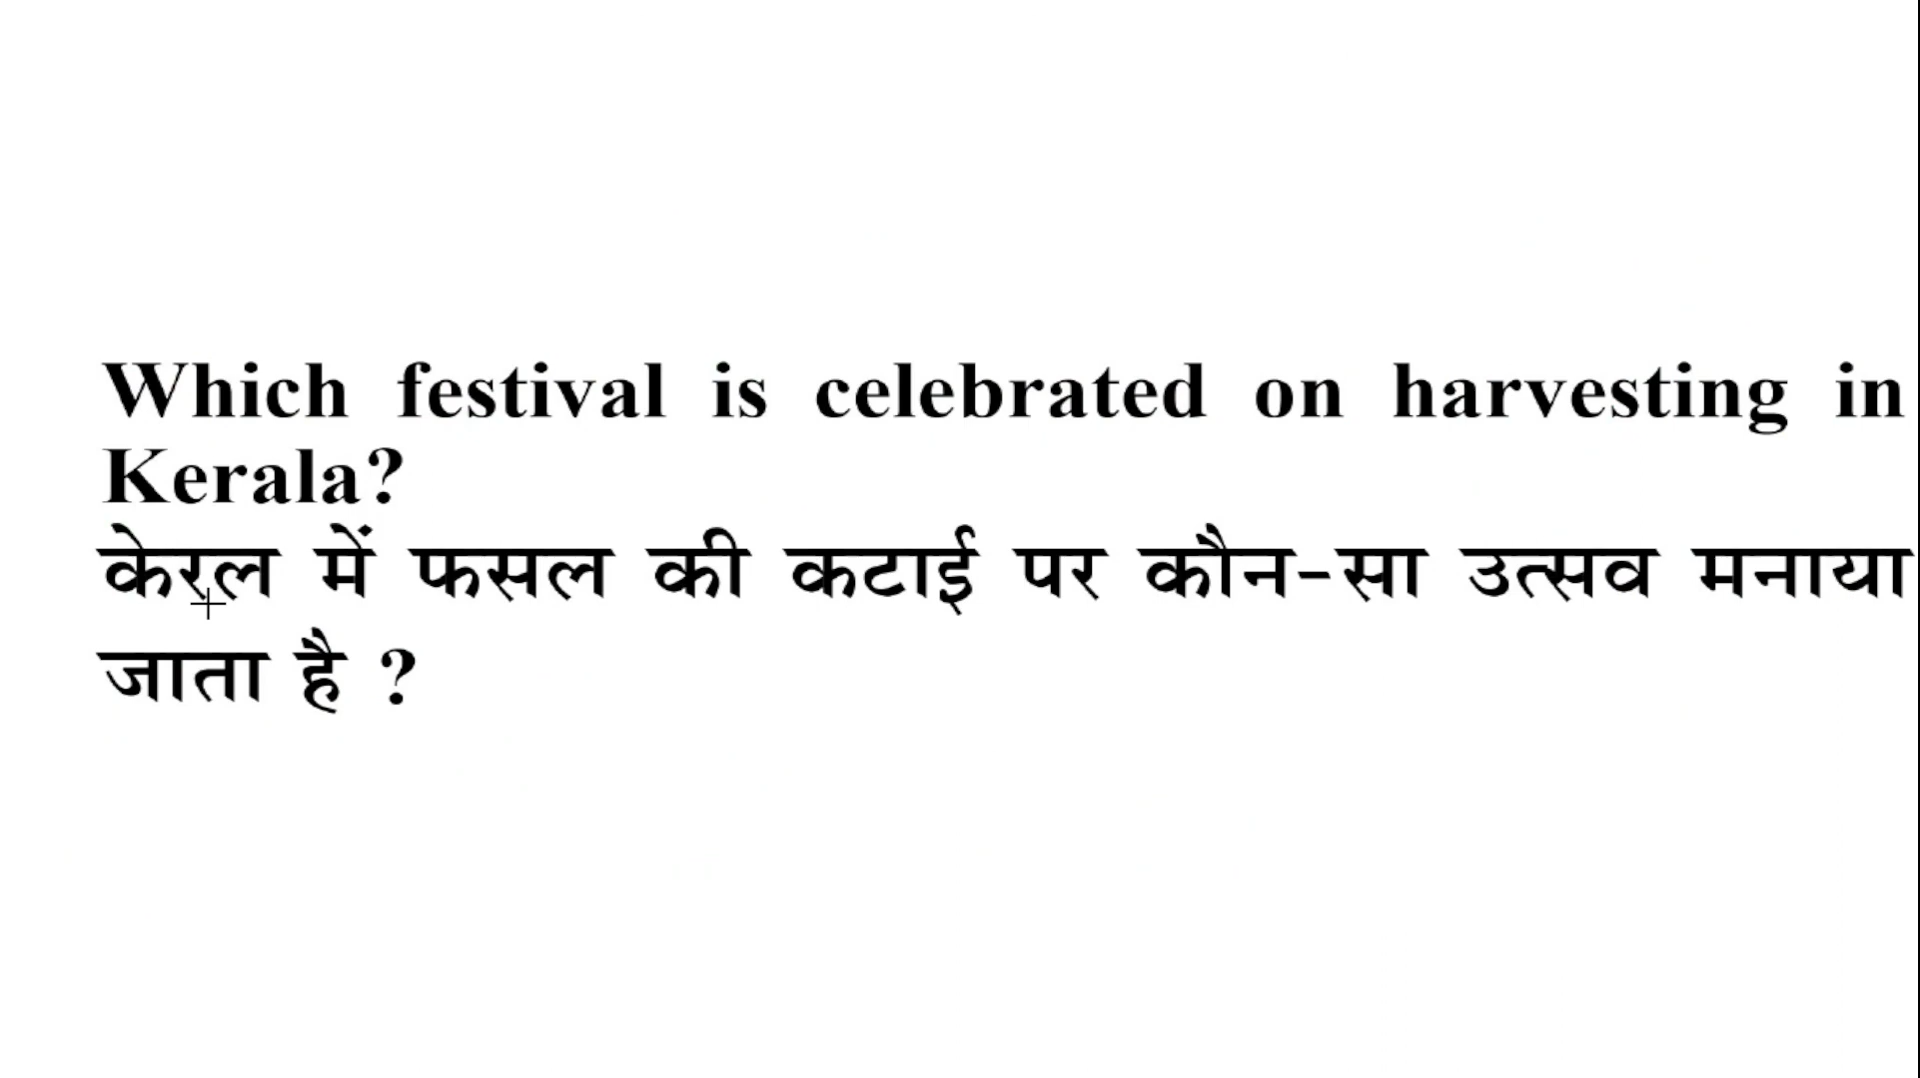 Which festival is celebrated on harvesting in
Kerala?
केरल में फसल की कटाई पर कौन-सा उत्सव मनाया
जाता है ?